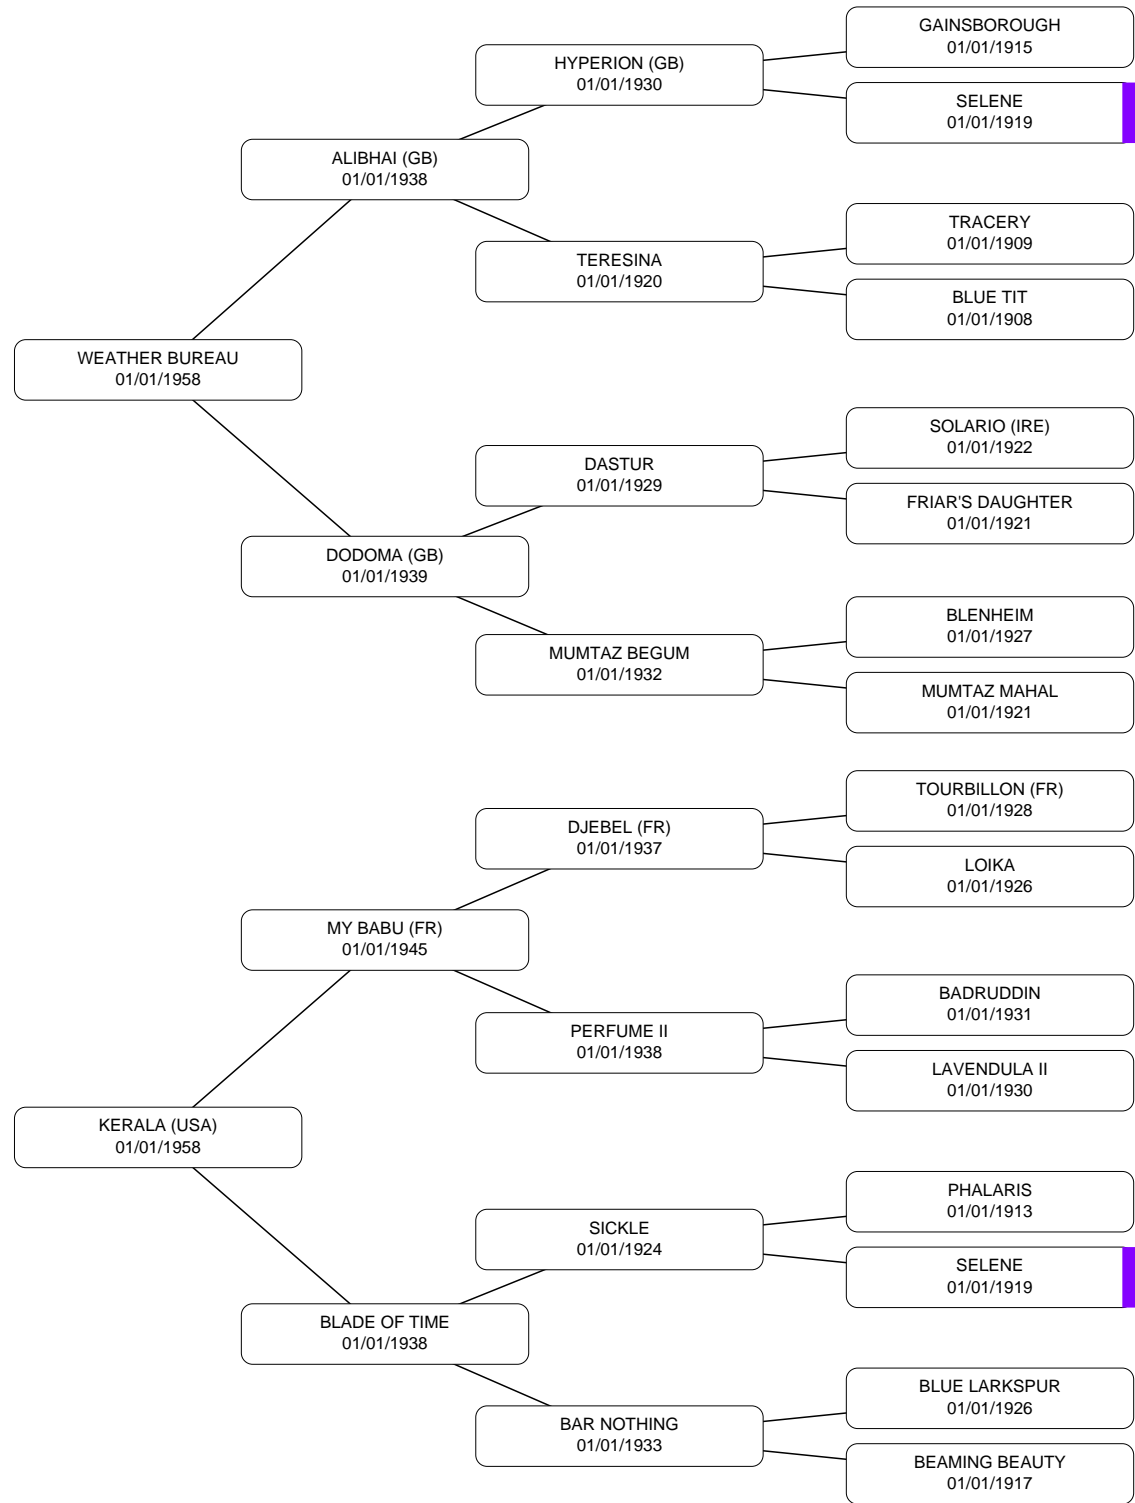 GAINSBOROUGH
01/01/1915
HYPERION (GB)
01/01/1930
SELENE
01/01/1919
ALIBHAI (GB)
01/01/1938
TRACERY
01/01/1909
TERESINA
01/01/1920
BLUE TIT
01/01/1908
WEATHER BUREAU
01/01/1958
SOLARIO (IRE)
01/01/1922
DASTUR
01/01/1929
FRIAR'S DAUGHTER
01/01/1921
DODOMA (GB)
01/01/1939
BLENHEIM
01/01/1927
MUMTAZ BEGUM
01/01/1932
MUMTAZ MAHAL
01/01/1921
TOURBILLON (FR)
01/01/1928
DJEBEL (FR)
01/01/1937
LOIKA
01/01/1926
MY BABU (FR)
01/01/1945
BADRUDDIN
01/01/1931
PERFUME II
01/01/1938
LAVENDULA II
01/01/1930
KERALA (USA)
01/01/1958
PHALARIS
01/01/1913
SICKLE
01/01/1924
SELENE
01/01/1919
BLADE OF TIME
01/01/1938
BLUE LARKSPUR
01/01/1926
BAR NOTHING
01/01/1933
BEAMING BEAUTY
01/01/1917